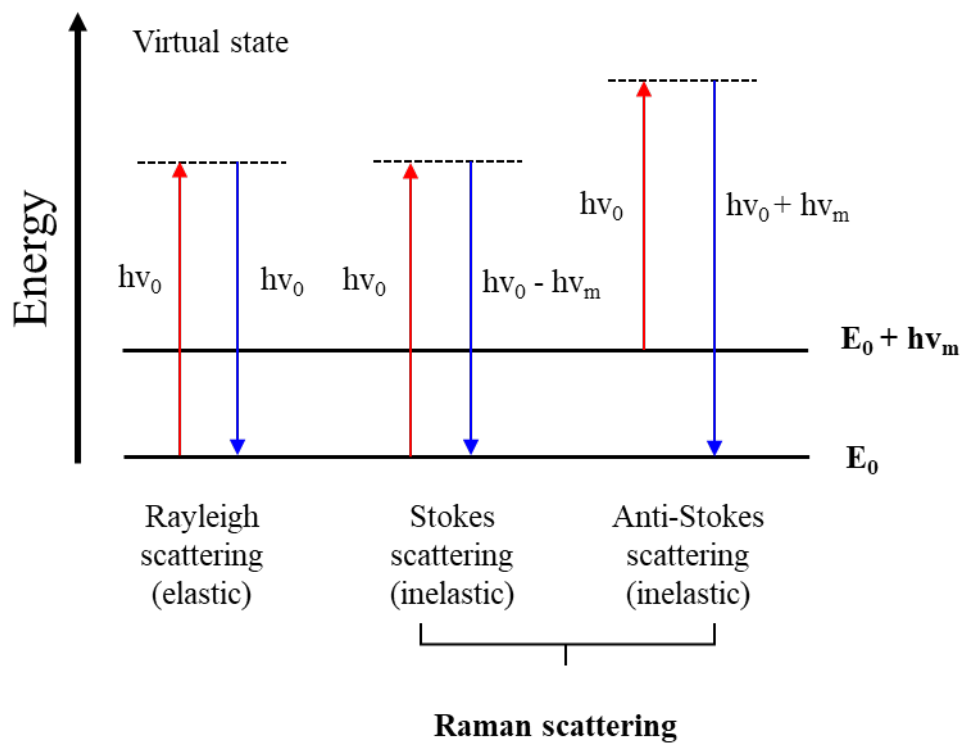 Virtual state
Energy
hv₀
hv₀
hv₀
hv₀ - hvₘ
hv₀
hv₀ + hvₘ
E₀ + hvₘ
E₀
Rayleigh
scattering
(elastic)
Stokes
scattering
(inelastic)
Anti-Stokes
scattering
(inelastic)
Raman scattering